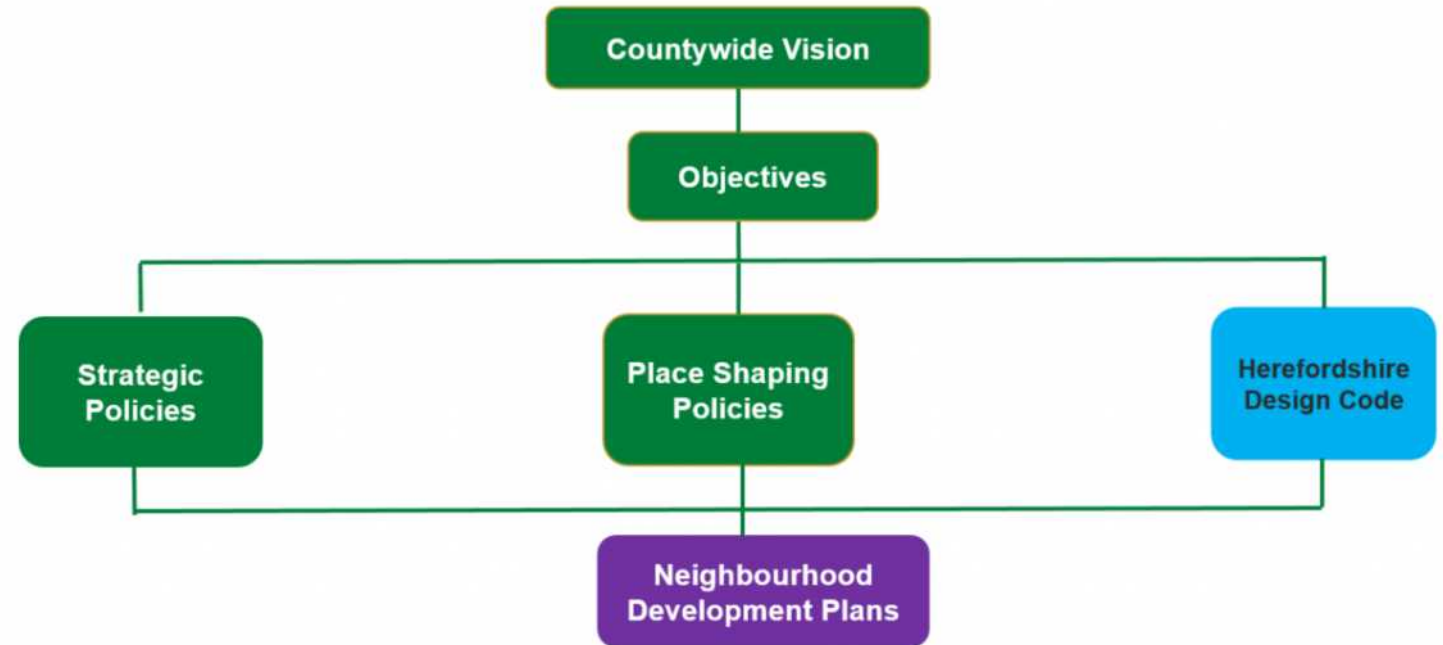 Countywide Vision
Objectives
Strategic
Policies
Place Shaping
Policies
Herefordshire
Design Code
Neighbourhood
Development Plans